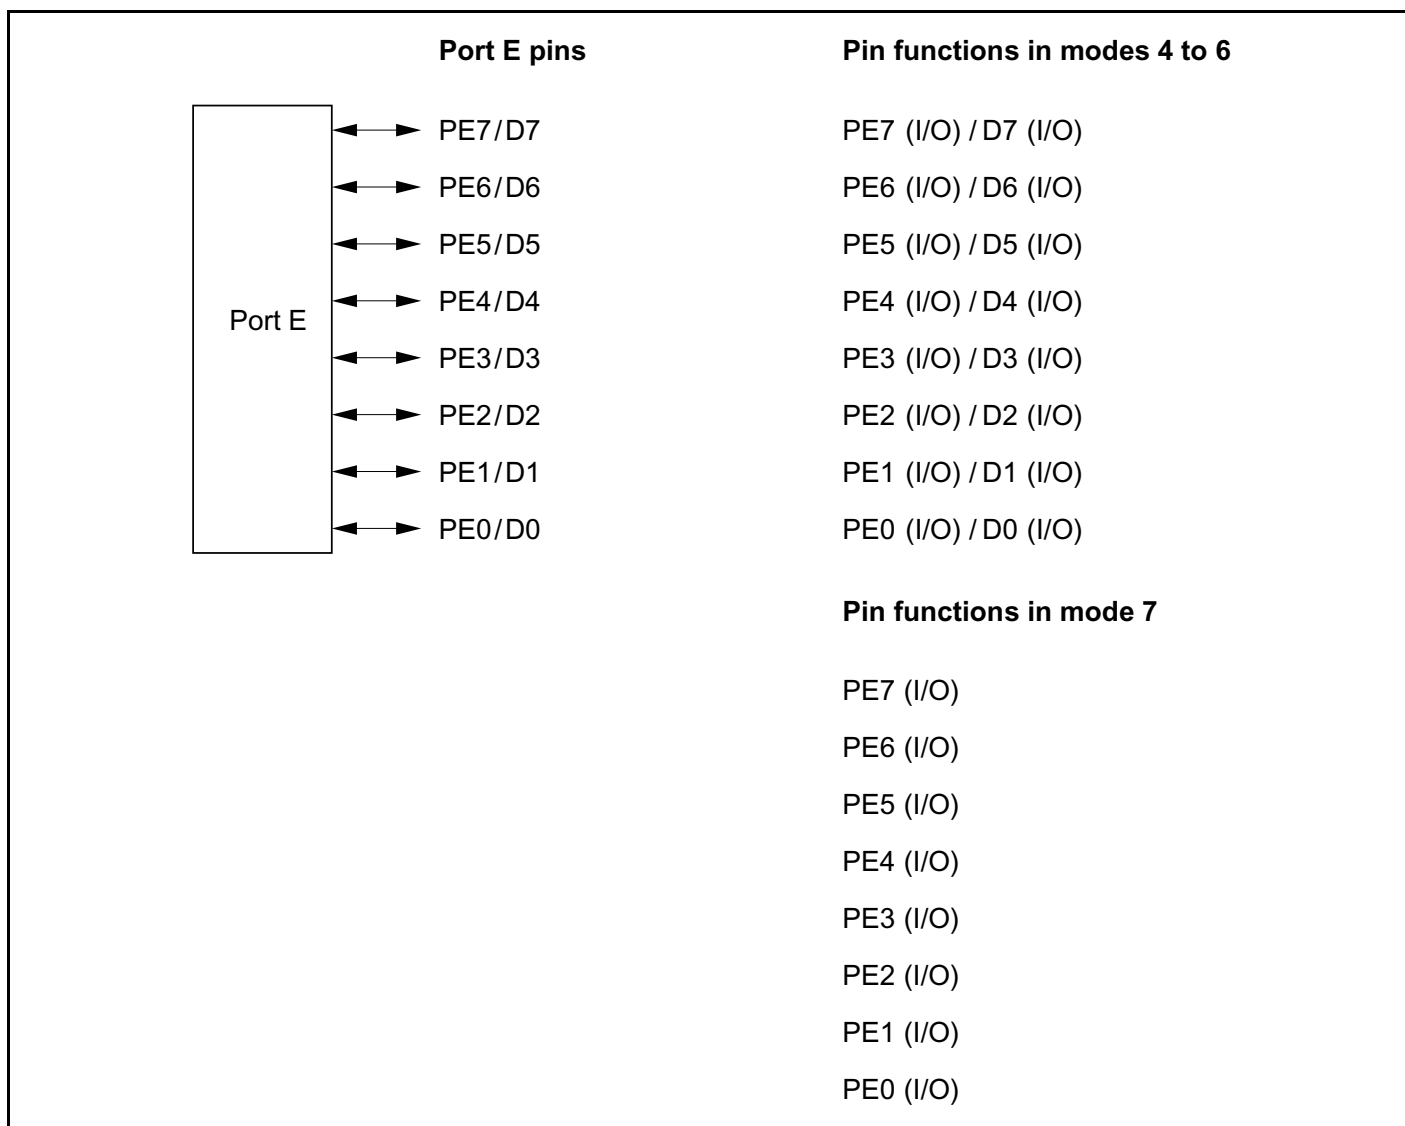 Port E pins Pin functions in modes 4 to 6
PE7/D7 PE7 (I/O) / D7 (I/O)
PE6/D6 PE6 (I/O) / D6 (I/O)
PE5/D5 PE5 (I/O) / D5 (I/O)
PE4/D4 PE4 (I/O) / D4 (I/O)
Port E
PE3/D3 PE3 (I/O) / D3 (I/O)
PE2/D2 PE2 (I/O) / D2 (I/O)
PE1/D1 PE1 (I/O) / D1 (I/O)
PE0/D0 PE0 (I/O) / D0 (I/O)
Pin functions in mode 7
PE7 (I/O)
PE6 (I/O)
PE5 (I/O)
PE4 (I/O)
PE3 (I/O)
PE2 (I/O)
PE1 (I/O)
PE0 (I/O)